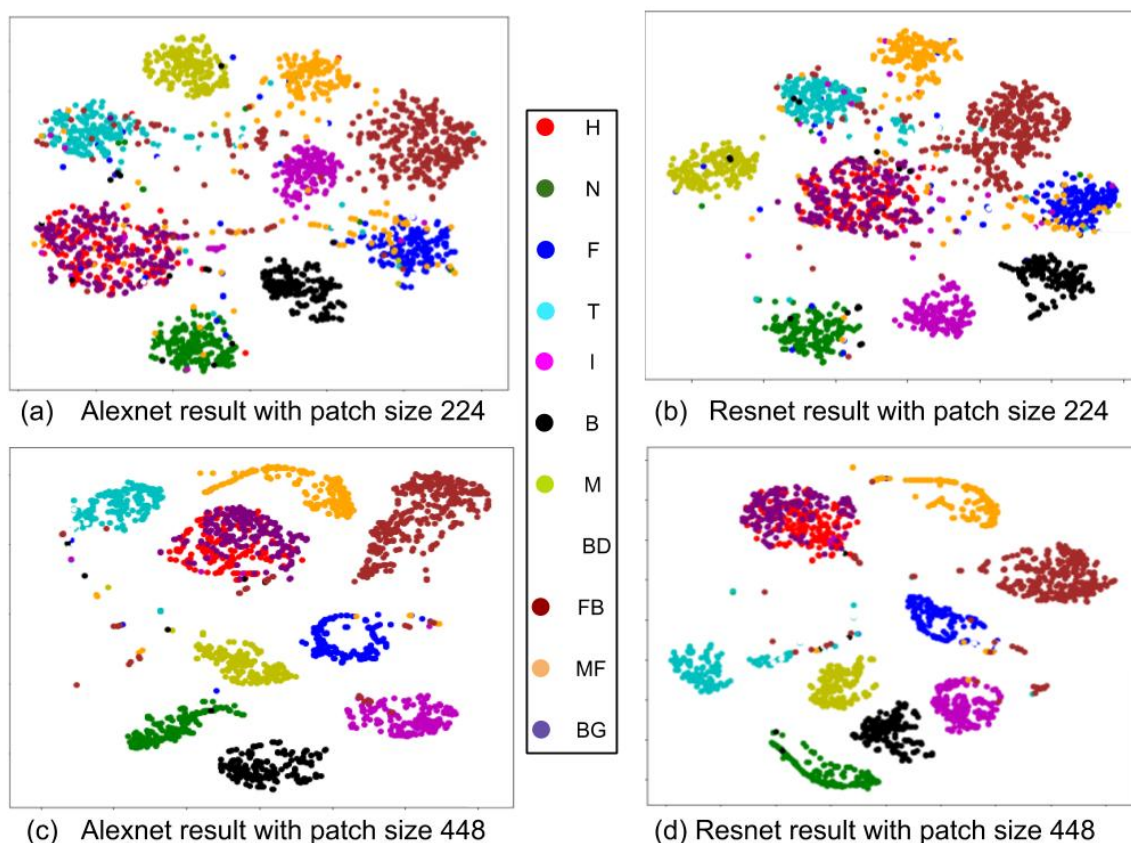 H
N
F
T
I
B
M
BD
FB
MF
BG
(a) Alexnet result with patch size 224
(b) Resnet result with patch size 224
(c) Alexnet result with patch size 448
(d) Resnet result with patch size 448